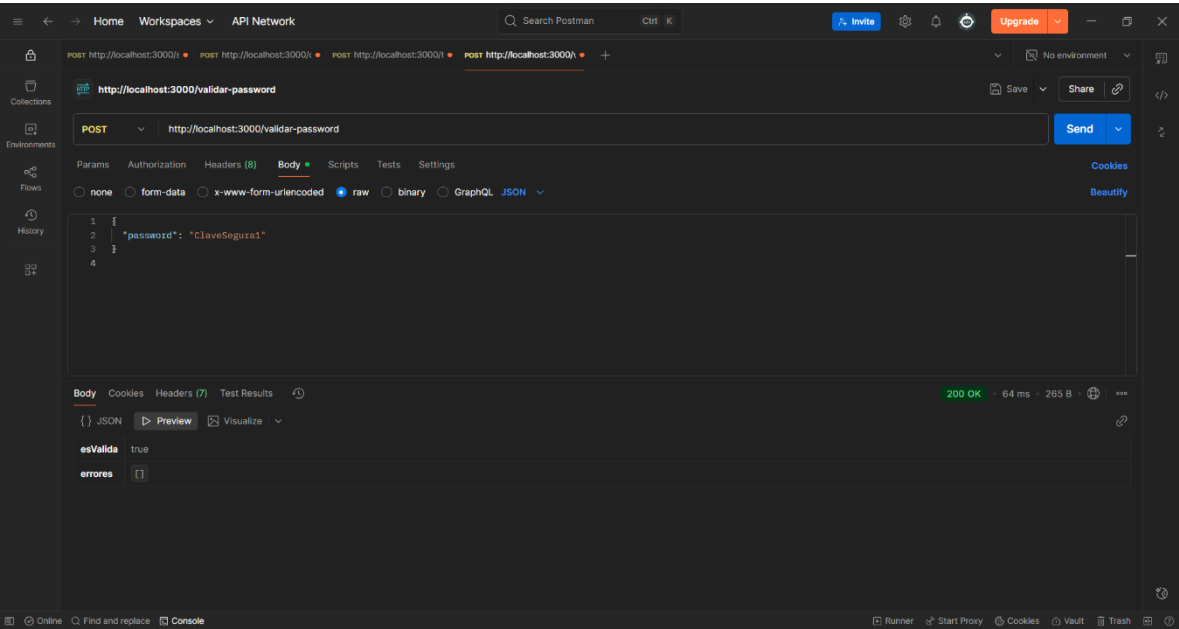 Home Workspaces API Network Search Postman Ctrl K Invite Upgrade
POST http://localhost:3000/ POST http://localhost:3000/ POST http://localhost:3000/ POST http://localhost:3000/ No environment
HTTP http://localhost:3000/validar-password Save Share
Collections
POST http://localhost:3000/validar-password Send
Environments
Params Authorization Headers (8) Body Scripts Tests Settings Cookies
Flows
none form-data x-www-form-urlencoded raw binary GraphQL JSON Beautify
History
1 {
2 "password": "ClaveSegura1"
3 }
4
Body Cookies Headers (7) Test Results 200 OK 64 ms 265 B
{} JSON Preview Visualize
esValida true
errores []
Online Find and replace Console Runner Start Proxy Cookies Vault Trash